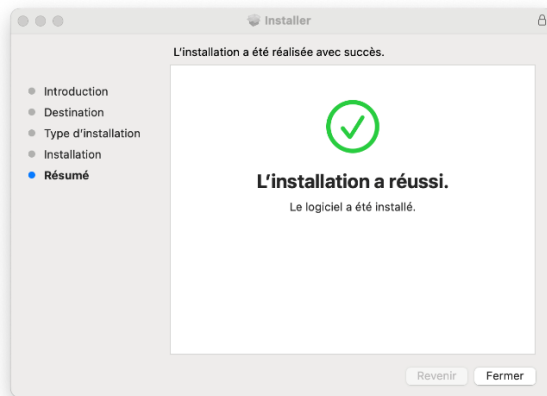 Installer
L'installation a été réalisée avec succès.
Introduction
Destination
Type d'installation
Installation
Résumé
L'installation a réussi.
Le logiciel a été installé.
Revenir
Fermer